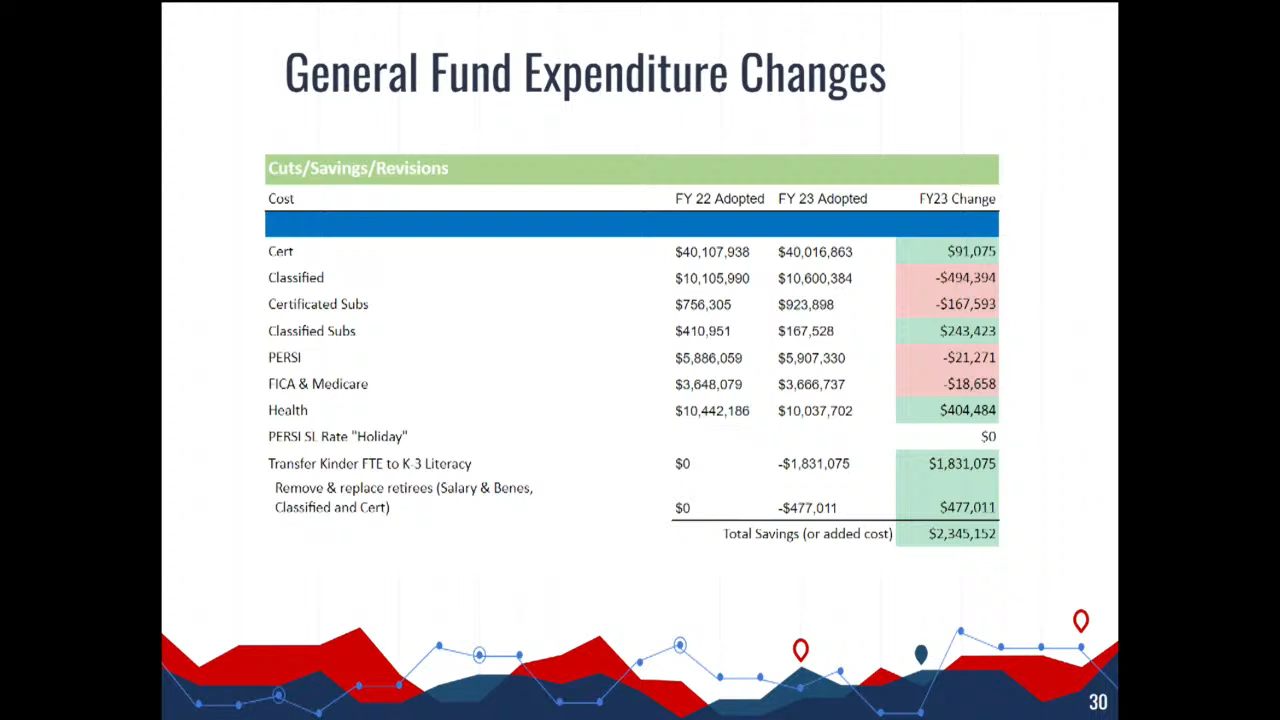 General Fund Expenditure Changes
Cuts/Savings/Revisions
Cost FY 22 Adopted FY 23 Adopted FY23 Change
Cert $40,107,938 $40,016,863 $91,075
Classified $10,105,990 $10,600,384 -$494,394
Certificated Subs $756,305 $923,898 -$167,593
Classified Subs $410,951 $167,528 $243,423
PERSI $5,886,059 $5,907,330 -$21,271
FICA & Medicare $3,648,079 $3,666,737 -$18,658
Health $10,442,186 $10,037,702 $404,484
PERSI SL Rate "Holiday" $0
Transfer Kinder FTE to K-3 Literacy $0 -$1,831,075 $1,831,075
Remove & replace retirees (Salary & Benes,
Classified and Cert) $0 -$477,011 $477,011
Total Savings (or added cost) $2,345,152
30